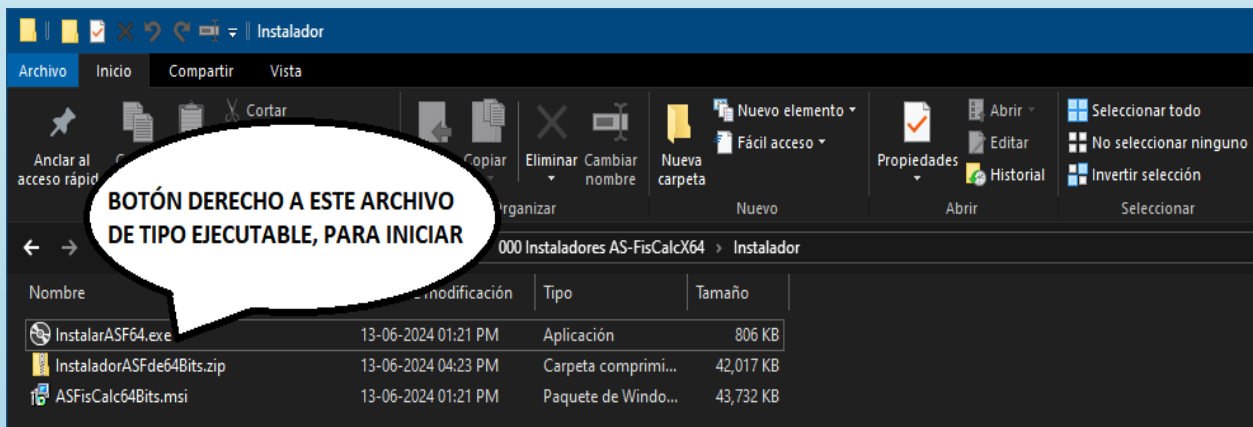 Instalador
Archivo Inicio Compartir Vista
Cortar
Anclar al
acceso rápid
Copiar
Eliminar
Cambiar
nombre
Nueva
carpeta
Nuevo elemento
Fácil acceso
Propiedades
Abrir
Editar
Historial
Seleccionar todo
No seleccionar ninguno
Invertir selección
Nuevo
Abrir
Seleccionar
BOTÓN DERECHO A ESTE ARCHIVO
DE TIPO EJECUTABLE, PARA INICIAR
000 Instaladores AS-FisCalcX64 > Instalador
Nombre modificación Tipo Tamaño
InstalarASF64.exe 13-06-2024 01:21 PM Aplicación 806 KB
InstaladorASFde64Bits.zip 13-06-2024 04:23 PM Carpeta comprimi... 42,017 KB
ASFisCalc64Bits.msi 13-06-2024 01:21 PM Paquete de Windo... 43,732 KB